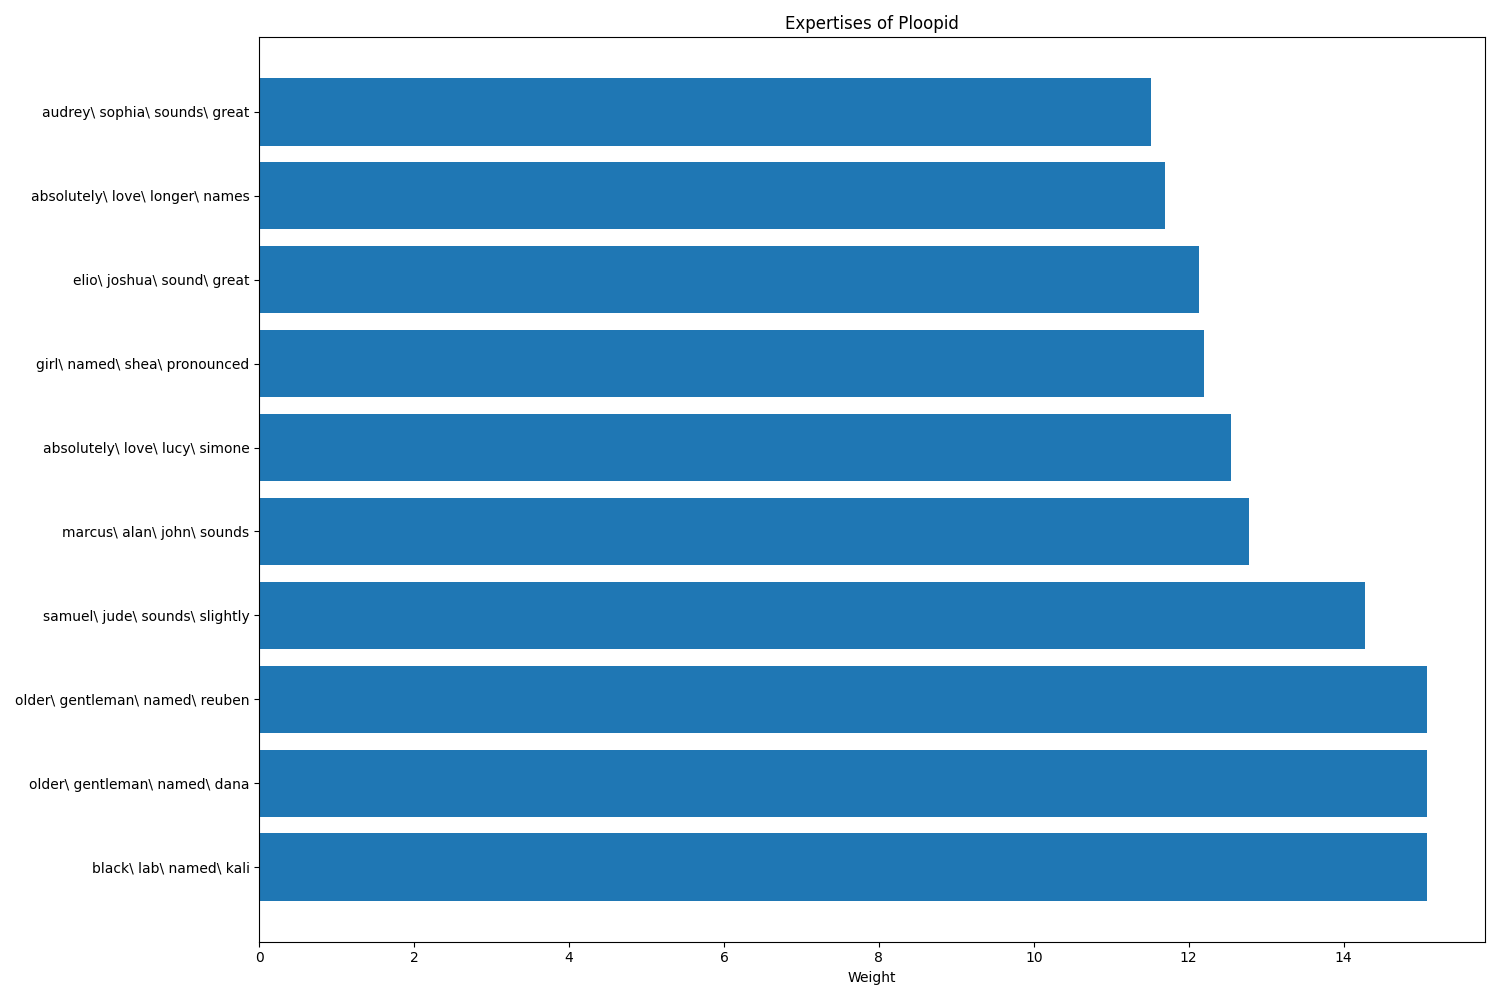 Expertises of Ploopid
audrey\ sophia\ sounds\ great
absolutely\ love\ longer\ names
elio\ joshua\ sound\ great
girl\ named\ shea\ pronounced
absolutely\ love\ lucy\ simone
marcus\ alan\ john\ sounds
samuel\ jude\ sounds\ slightly
older\ gentleman\ named\ reuben
older\ gentleman\ named\ dana
black\ lab\ named\ kali
0 2 4 6 8 10 12 14
Weight